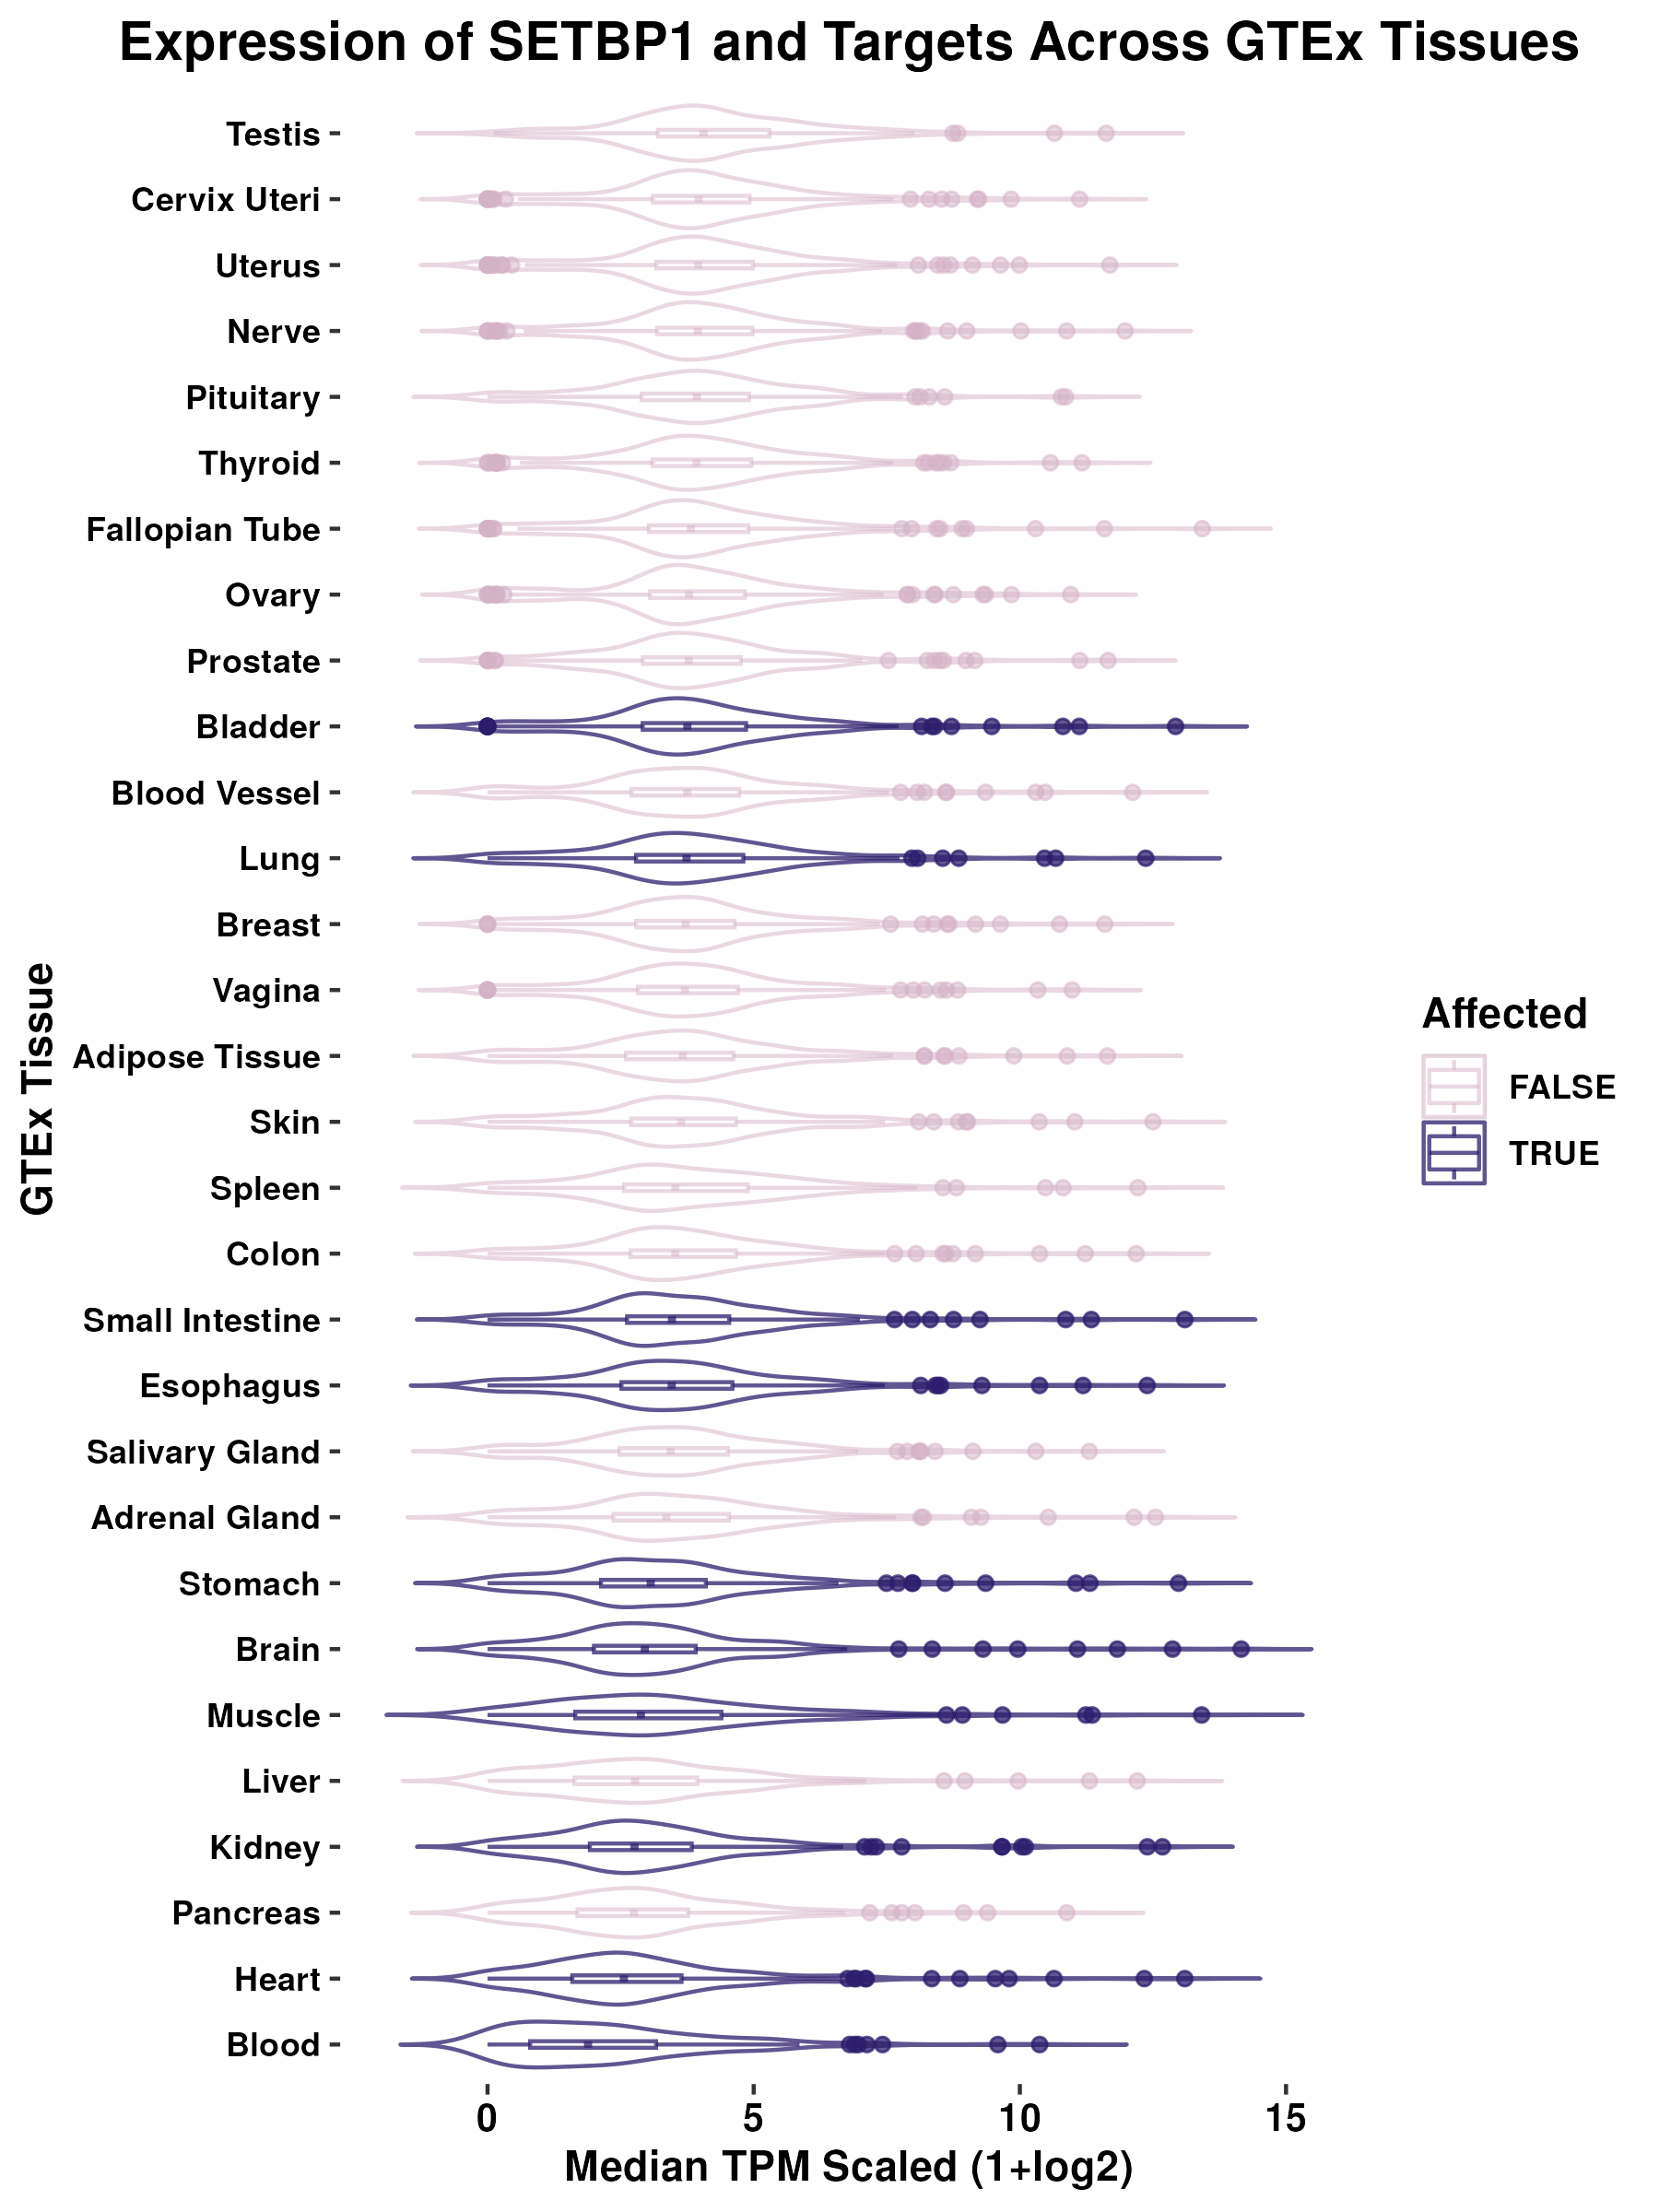 Expression of SETBP1 and Targets Across GTEx Tissues
Testis
Cervix Uteri
Uterus
Nerve
Pituitary
Thyroid
Fallopian Tube
Ovary
Prostate
Bladder
Blood Vessel
Lung
Breast
Vagina
Adipose Tissue
Skin
Spleen
Colon
Small Intestine
Esophagus
Salivary Gland
Adrenal Gland
Stomach
Brain
Muscle
Liver
Kidney
Pancreas
Heart
Blood
GTEx Tissue
0 5 10 15
Median TPM Scaled (1+log2)
Affected
FALSE
TRUE